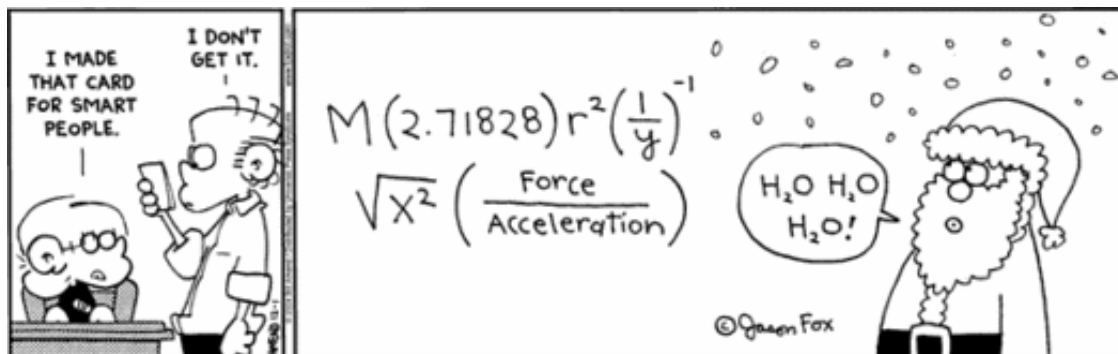 I MADE
THAT CARD
FOR SMART
PEOPLE.
I DON'T
GET IT.
M(2.71828)r²(1/y)⁻¹
√x² (Force/Acceleration)
H₂O H₂O
H₂O!
©Jason Fox